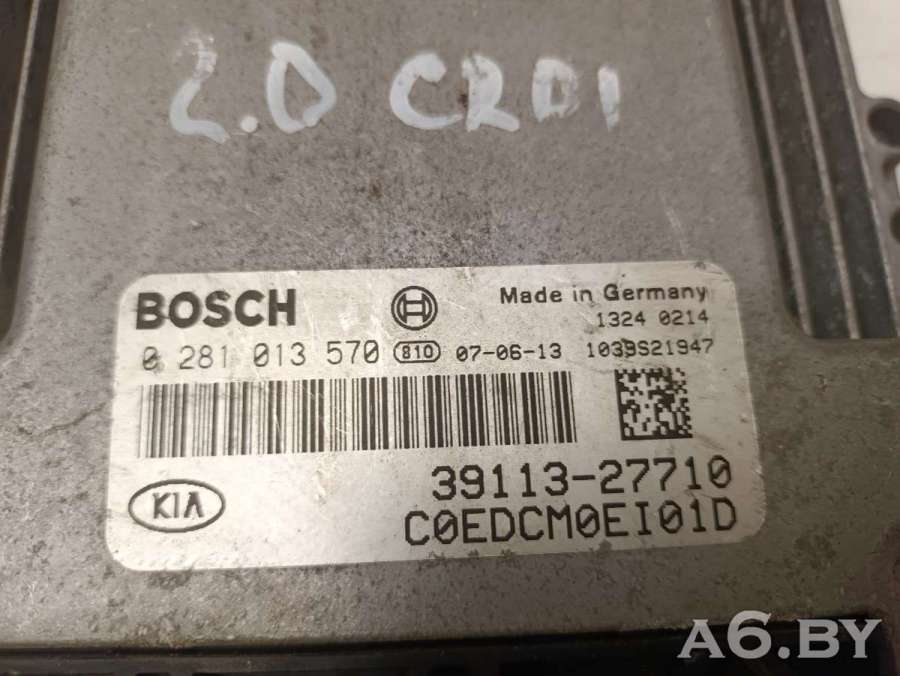 2.0 CRDI
BOSCH
Made in Germany
1324 0214
0 281 013 570 810 07-06-13 1039S21947
39113-27710
KIA
C0EDCM0EI01D
A6.BY